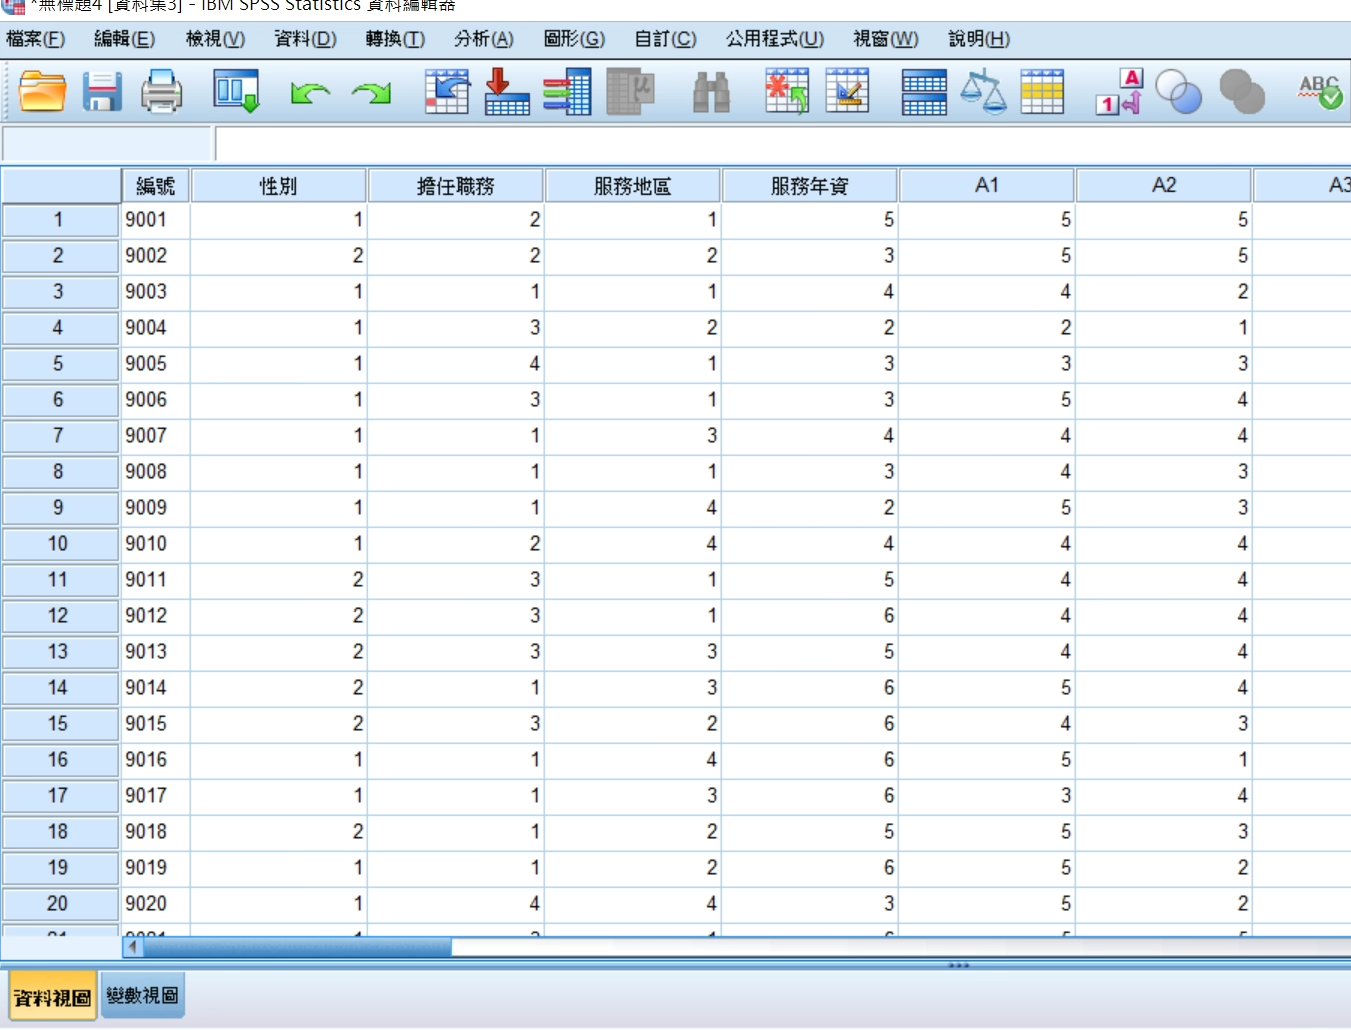 *無標題4 [資料集3] - IBM SPSS Statistics 資料編輯器
檔案(F) 編輯(E) 檢視(V) 資料(D) 轉換(T) 分析(A) 圖形(G) 自訂(C) 公用程式(U) 視窗(W) 說明(H)
μ A 1 ABC
編號 性別 擔任職務 服務地區 服務年資 A1 A2 A3
1 9001 1 2 1 5 5 5
2 9002 2 2 2 3 5 5
3 9003 1 1 1 4 4 2
4 9004 1 3 2 2 2 1
5 9005 1 4 1 3 3 3
6 9006 1 3 1 3 5 4
7 9007 1 1 3 4 4 4
8 9008 1 1 1 3 4 3
9 9009 1 1 4 2 5 3
10 9010 1 2 4 4 4 4
11 9011 2 3 1 5 4 4
12 9012 2 3 1 6 4 4
13 9013 2 3 3 5 4 4
14 9014 2 1 3 6 5 4
15 9015 2 3 2 6 4 3
16 9016 1 1 4 6 5 1
17 9017 1 1 3 6 3 4
18 9018 2 1 2 5 5 3
19 9019 1 1 2 6 5 2
20 9020 1 4 4 3 5 2
資料視圖 變數視圖